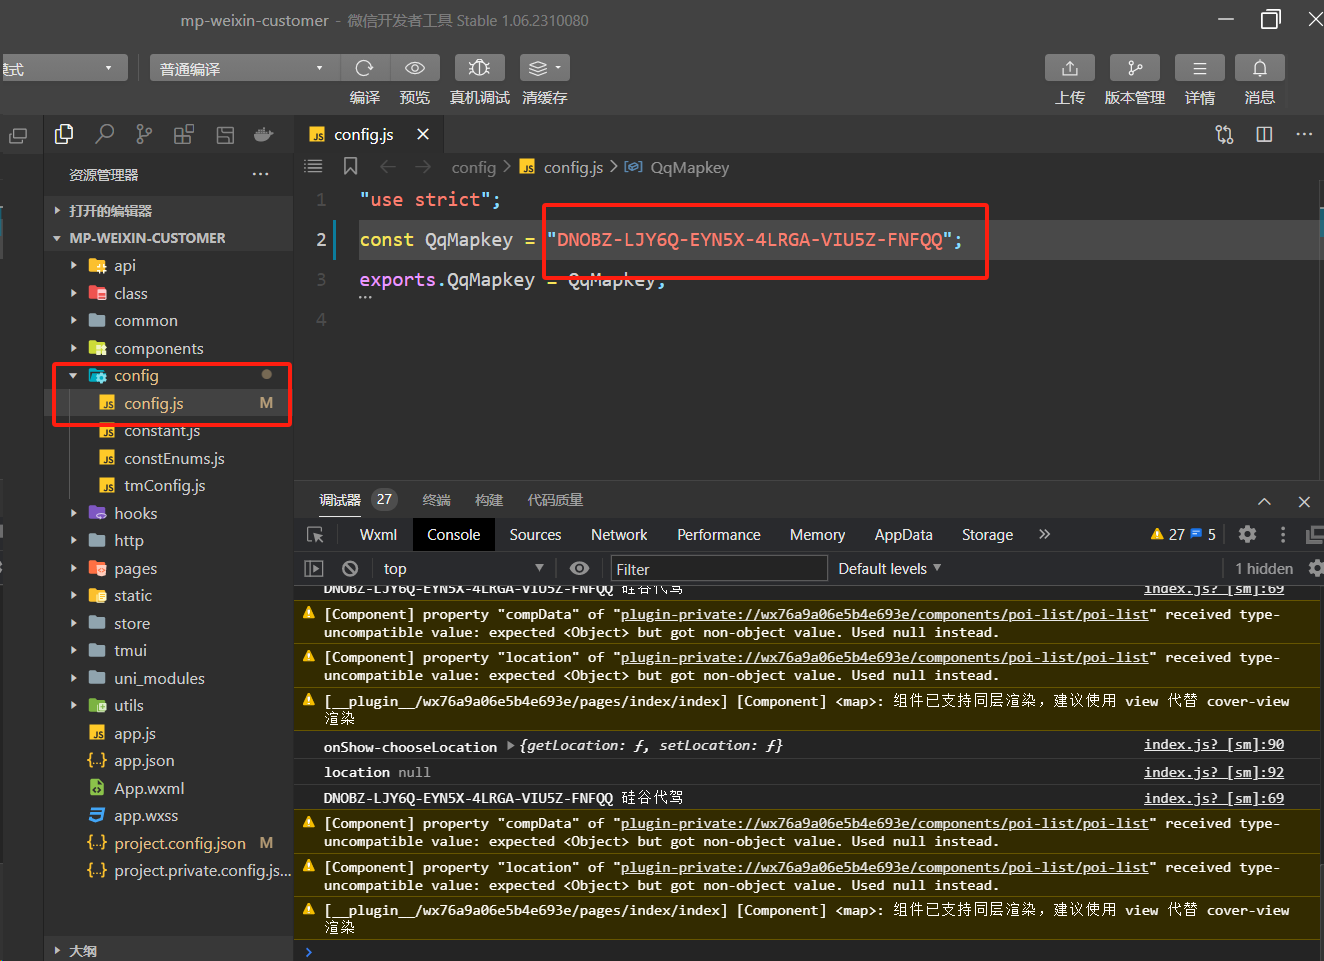 mp-weixin-customer - 微信开发者工具 Stable 1.06.2310080
模式 普通编译
编译 预览 真机调试 清缓存 上传 版本管理 详情 消息
config.js
资源管理器
config > config.js > QqMapkey
打开的编辑器
MP-WEIXIN-CUSTOMER
api
class
common
components
config
config.js M
constant.js
constEnums.js
tmConfig.js
hooks
http
pages
static
store
tmui
uni_modules
utils
app.js
app.json
App.wxml
app.wxss
project.config.json M
project.private.config.js...
大纲
1 "use strict";
2 const QqMapkey = "DNOBZ-LJY6Q-EYN5X-4LRGA-VIU5Z-FNFQQ";
3 exports.QqMapkey = QqMapkey;
4
调试器 27 终端 构建 代码质量
Wxml Console Sources Network Performance Memory AppData Storage 27 5
top Filter Default levels 1 hidden
DNOBZ-LJY6Q-EYN5X-4LRGA-VIU5Z-FNFQQ 硅谷代驾 index.js? [sm]:69
[Component] property "compData" of "plugin-private://wx76a9a06e5b4e693e/components/poi-list/poi-list" received type-
uncompatible value: expected <Object> but got non-object value. Used null instead.
[Component] property "location" of "plugin-private://wx76a9a06e5b4e693e/components/poi-list/poi-list" received type-
uncompatible value: expected <Object> but got non-object value. Used null instead.
[__plugin__/wx76a9a06e5b4e693e/pages/index/index] [Component] <map>: 组件已支持同层渲染，建议使用 view 代替 cover-view
渲染
onShow-chooseLocation {getLocation: ƒ, setLocation: ƒ} index.js? [sm]:90
location null index.js? [sm]:92
DNOBZ-LJY6Q-EYN5X-4LRGA-VIU5Z-FNFQQ 硅谷代驾 index.js? [sm]:69
[Component] property "compData" of "plugin-private://wx76a9a06e5b4e693e/components/poi-list/poi-list" received type-
uncompatible value: expected <Object> but got non-object value. Used null instead.
[Component] property "location" of "plugin-private://wx76a9a06e5b4e693e/components/poi-list/poi-list" received type-
uncompatible value: expected <Object> but got non-object value. Used null instead.
[__plugin__/wx76a9a06e5b4e693e/pages/index/index] [Component] <map>: 组件已支持同层渲染，建议使用 view 代替 cover-view
渲染